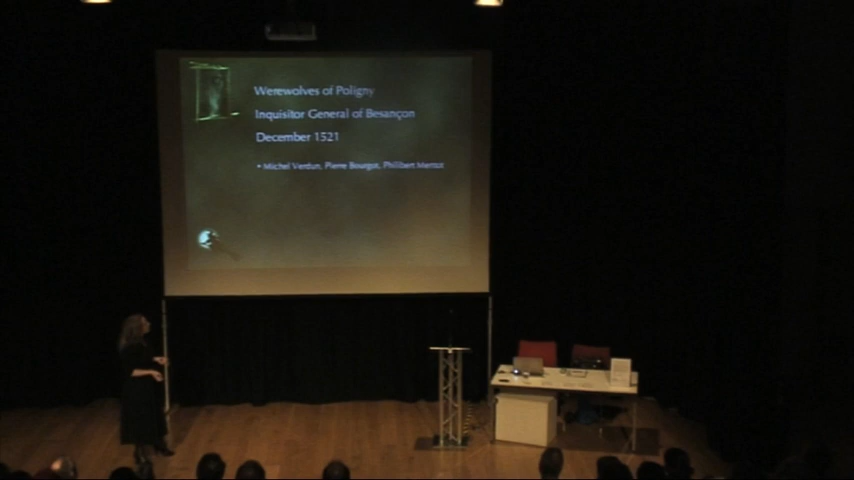 Werewolves of Poligny
Inquisitor General of Besançon
December 1521
• Michel Verdun, Pierre Bourgot, Philibert Mentot